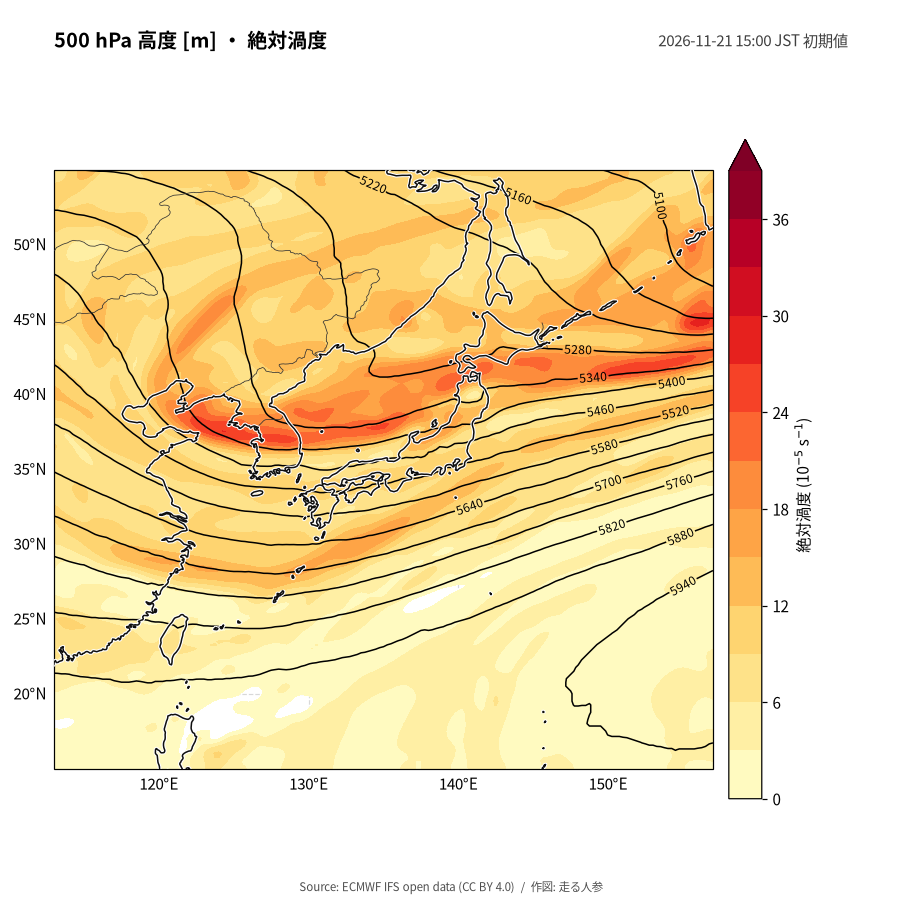 500 hPa 高度 [m] ・ 絶対渦度
2026-11-21 15:00 JST 初期値
5220
5160
5100
5280
5340
5400
5460
5520
5580
5640
5700
5760
5820
5880
5940
50°N
45°N
40°N
35°N
30°N
25°N
20°N
120°E
130°E
140°E
150°E
36
30
24
18
12
6
0
絶対渦度 (10⁻⁵ s⁻¹)
Source: ECMWF IFS open data (CC BY 4.0) / 作図: 走る人参